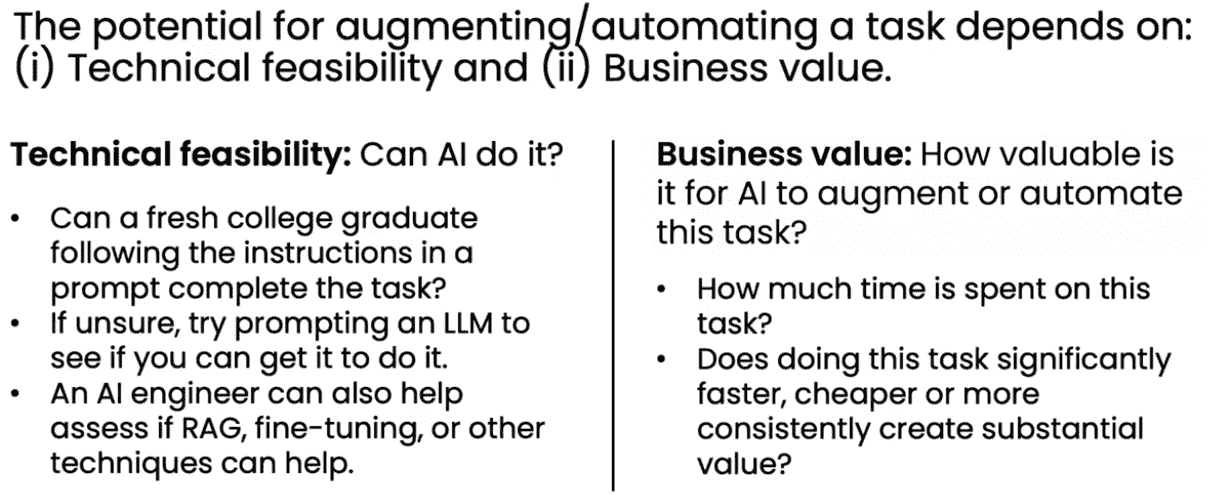 The potential for augmenting/automating a task depends on:
(i) Technical feasibility and (ii) Business value.
Technical feasibility: Can AI do it?
• Can a fresh college graduate
following the instructions in a
prompt complete the task?
• If unsure, try prompting an LLM to
see if you can get it to do it.
• An AI engineer can also help
assess if RAG, fine-tuning, or other
techniques can help.
Business value: How valuable is
it for AI to augment or automate
this task?
• How much time is spent on this
task?
• Does doing this task significantly
faster, cheaper or more
consistently create substantial
value?